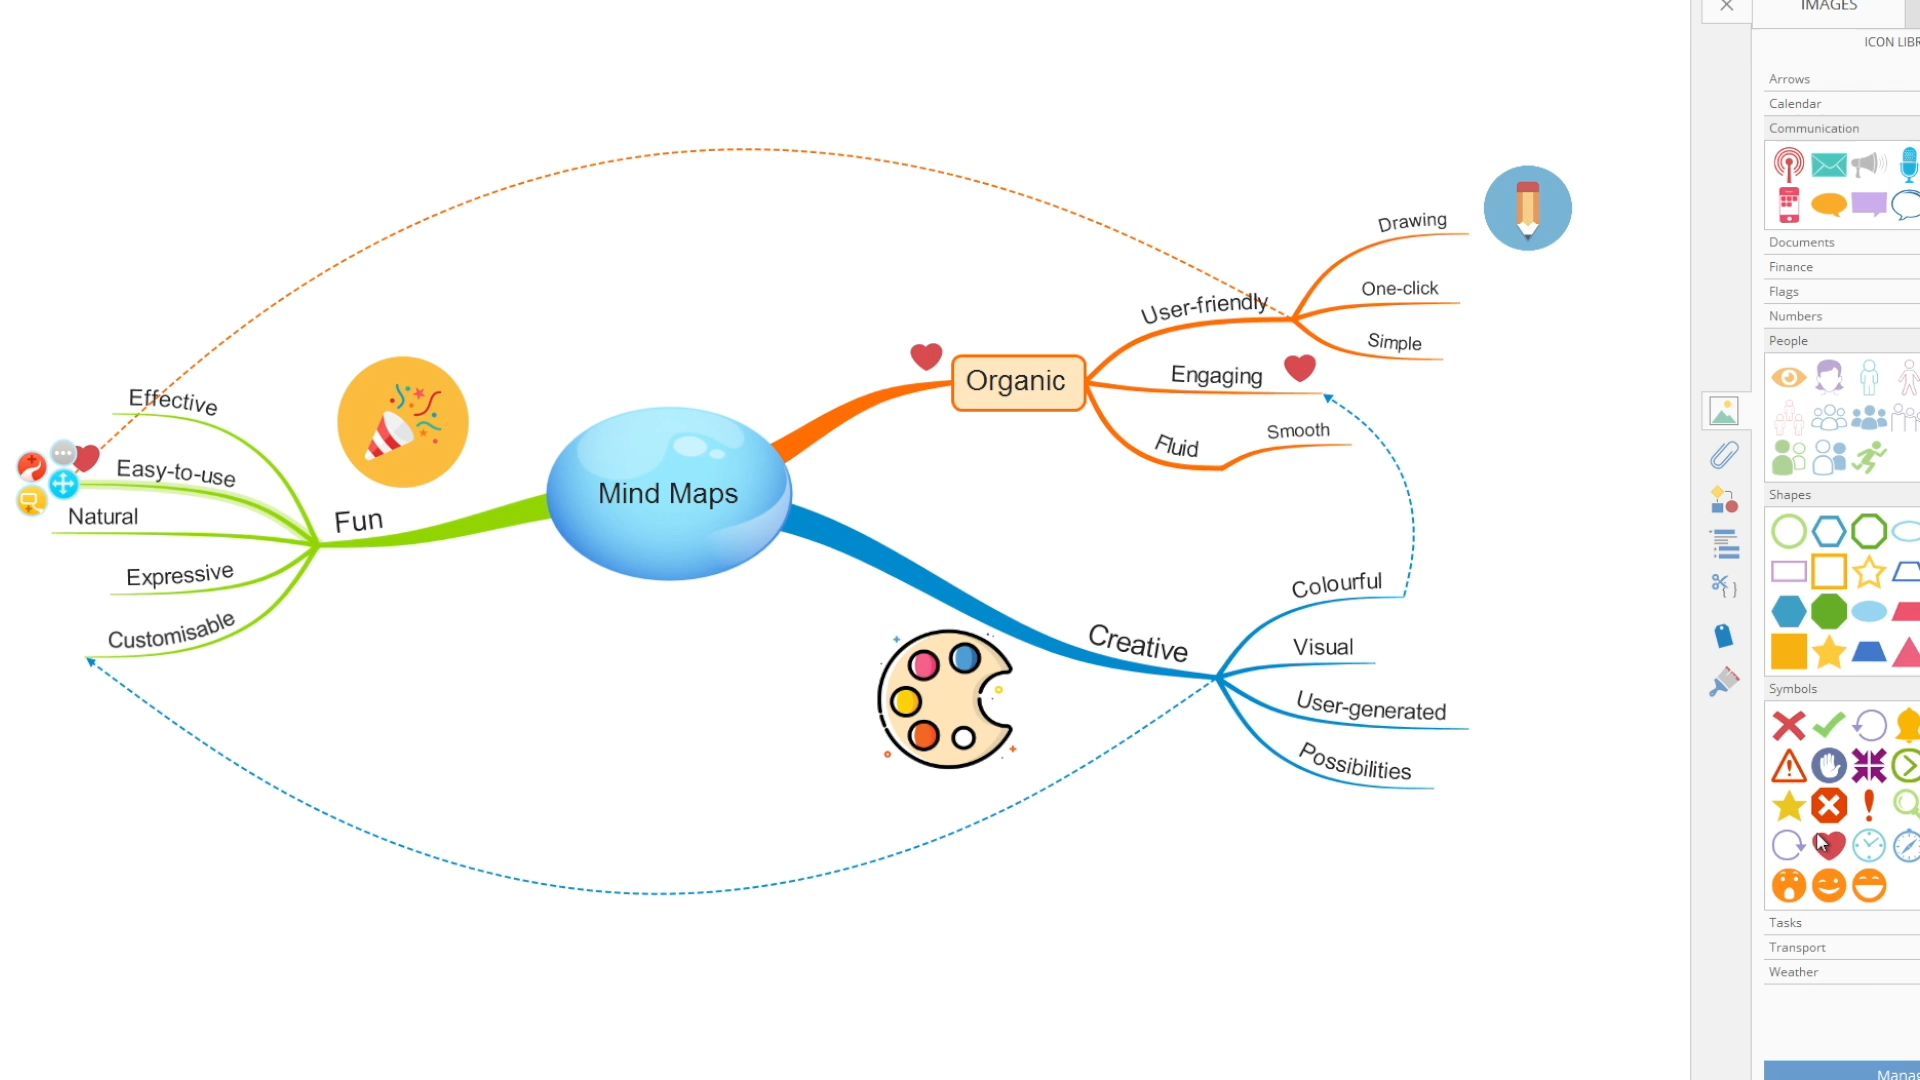 IMAGES
Drawing
User-friendly
One-click
Simple
Organic
Engaging
Fluid
Smooth
Effective
Easy-to-use
Natural
Fun
Expressive
Customisable
Mind Maps
Creative
Colourful
Visual
User-generated
Possibilities
Arrows
Calendar
Communication
Documents
Finance
Flags
Numbers
People
Shapes
Symbols
Tasks
Transport
Weather